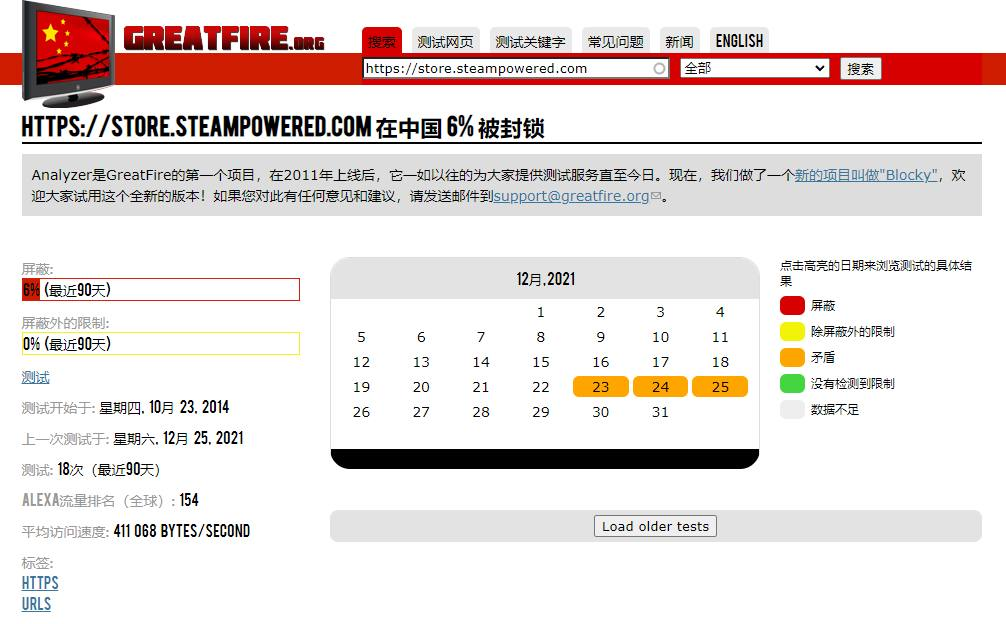 GREATFIRE.ORG
搜索 测试网页 测试关键字 常见问题 新闻 ENGLISH
https://store.steampowered.com 全部 搜索
HTTPS://STORE.STEAMPOWERED.COM 在中国 6% 被封锁
Analyzer是GreatFire的第一个项目，在2011年上线后，它一如以往的为大家提供测试服务直至今日。现在，我们做了一个新的项目叫做"Blocky"，欢
迎大家试用这个全新的版本！如果您对此有任何意见和建议，请发送邮件到support@greatfire.org。
屏蔽:
6% (最近90天)
屏蔽外的限制:
0% (最近90天)
测试
测试开始于: 星期四, 10月 23, 2014
上一次测试于: 星期六, 12月 25, 2021
测试: 18次（最近90天）
ALEXA流量排名（全球）: 154
平均访问速度: 411 068 BYTES/SECOND
标签:
HTTPS
URLS
12月,2021
1 2 3 4
5 6 7 8 9 10 11
12 13 14 15 16 17 18
19 20 21 22 23 24 25
26 27 28 29 30 31
Load older tests
点击高亮的日期来浏览测试的具体结
果
屏蔽
除屏蔽外的限制
矛盾
没有检测到限制
数据不足